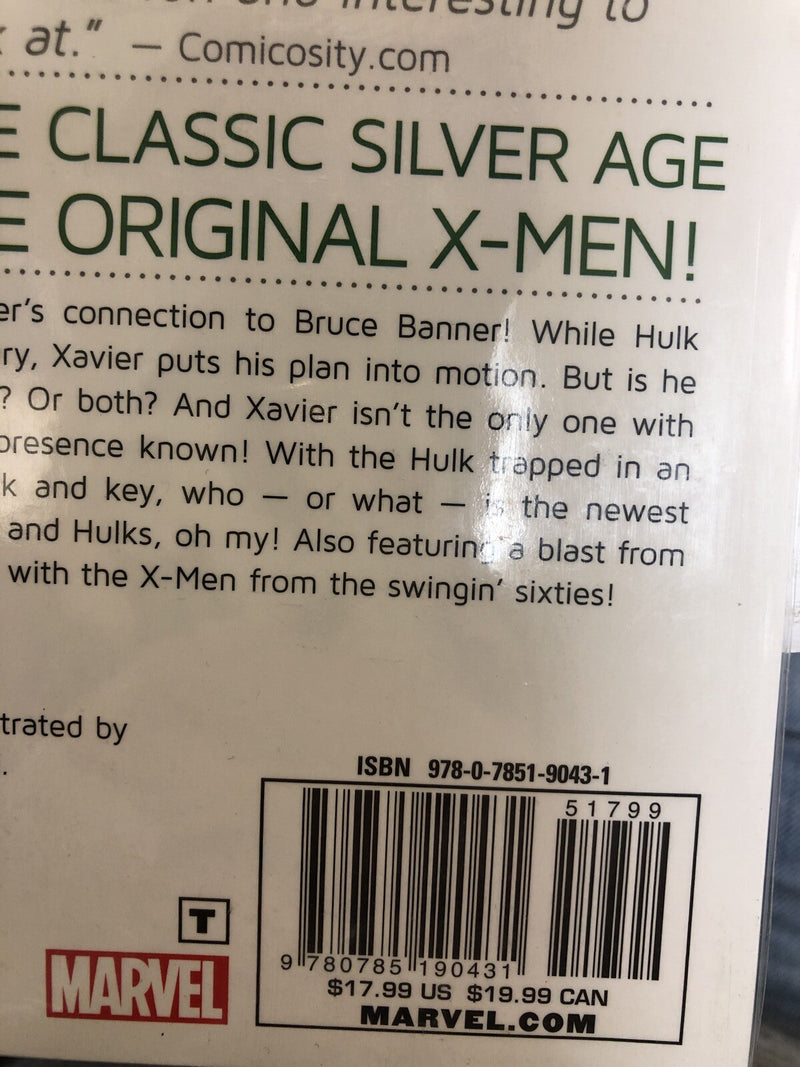 interesting to
at.” — Comicosity.com
CLASSIC SILVER AGE
ORIGINAL X-MEN!
er’s connection to Bruce Banner! While Hulk
ry, Xavier puts his plan into motion. But is he
? Or both? And Xavier isn’t the only one with
presence known! With the Hulk trapped in an
k and key, who — or what — is the newest
and Hulks, oh my! Also featuring a blast from
with the X-Men from the swingin’ sixties!
trated by
.
ISBN 978-0-7851-9043-1
51799
9 780785 190431
$17.99 US $19.99 CAN
MARVEL.COM
T
MARVEL